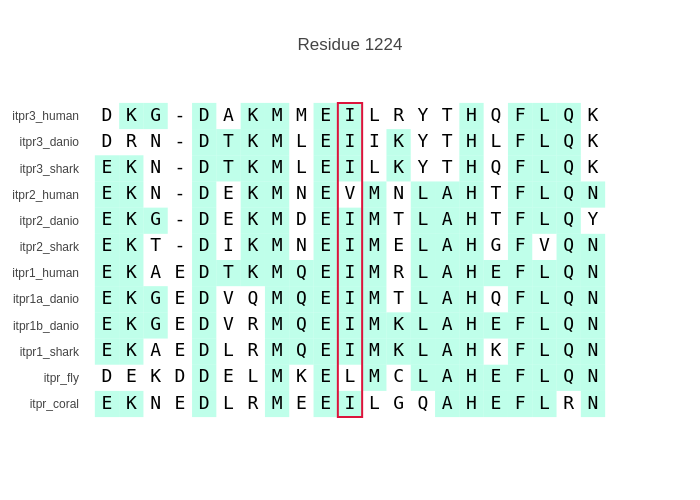 Residue 1224
itpr3_human D K G - D A K M M E I L R Y T H Q F L Q K
itpr3_danio D R N - D T K M L E I I K Y T H L F L Q K
itpr3_shark E K N - D T K M L E I L K Y T H Q F L Q K
itpr2_human E K N - D E K M N E V M N L A H T F L Q N
itpr2_danio E K G - D E K M D E I M T L A H T F L Q Y
itpr2_shark E K T - D I K M N E I M E L A H G F V Q N
itpr1_human E K A E D T K M Q E I M R L A H E F L Q N
itpr1a_danio E K G E D V Q M Q E I M T L A H Q F L Q N
itpr1b_danio E K G E D V R M Q E I M K L A H E F L Q N
itpr1_shark E K A E D L R M Q E I M K L A H K F L Q N
itpr_fly D E K D D E L M K E L M C L A H E F L Q N
itpr_coral E K N E D L R M E E I L G Q A H E F L R N